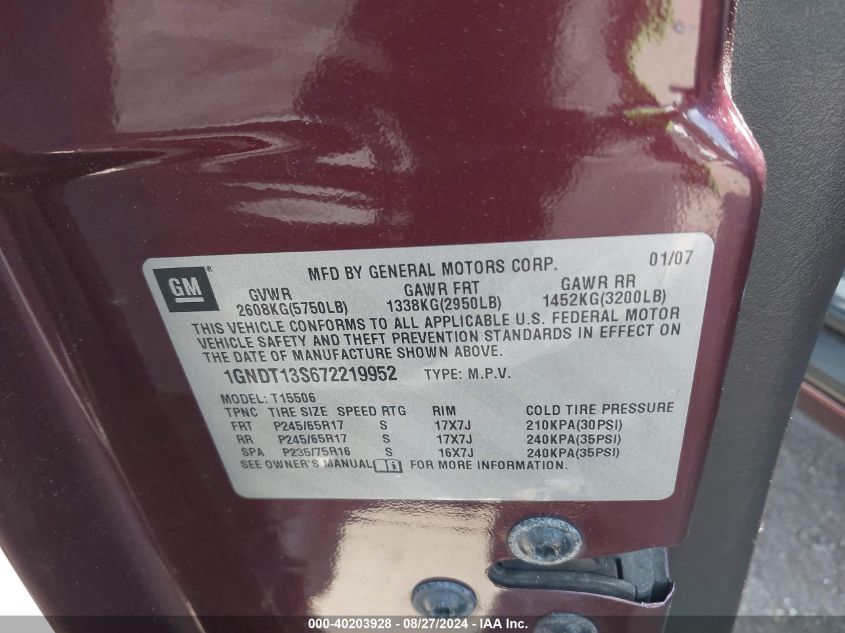 GM®
MFD BY GENERAL MOTORS CORP. 01/07
GVWR GAWR FRT GAWR RR
2608KG(5750LB) 1338KG(2950LB) 1452KG(3200LB)
THIS VEHICLE CONFORMS TO ALL APPLICABLE U.S. FEDERAL MOTOR
VEHICLE SAFETY AND THEFT PREVENTION STANDARDS IN EFFECT ON
THE DATE OF MANUFACTURE SHOWN ABOVE.
1GNDT13S672219952 TYPE: M.P.V.
MODEL: T15506
TPNC TIRE SIZE SPEED RTG RIM COLD TIRE PRESSURE
FRT P245/65R17 S 17X7J 210KPA(30PSI)
RR P245/65R17 S 17X7J 240KPA(35PSI)
SPA P235/75R16 S 16X7J 240KPA(35PSI)
SEE OWNER'S MANUAL FOR MORE INFORMATION.
000-40203928 - 08/27/2024 - IAA Inc.